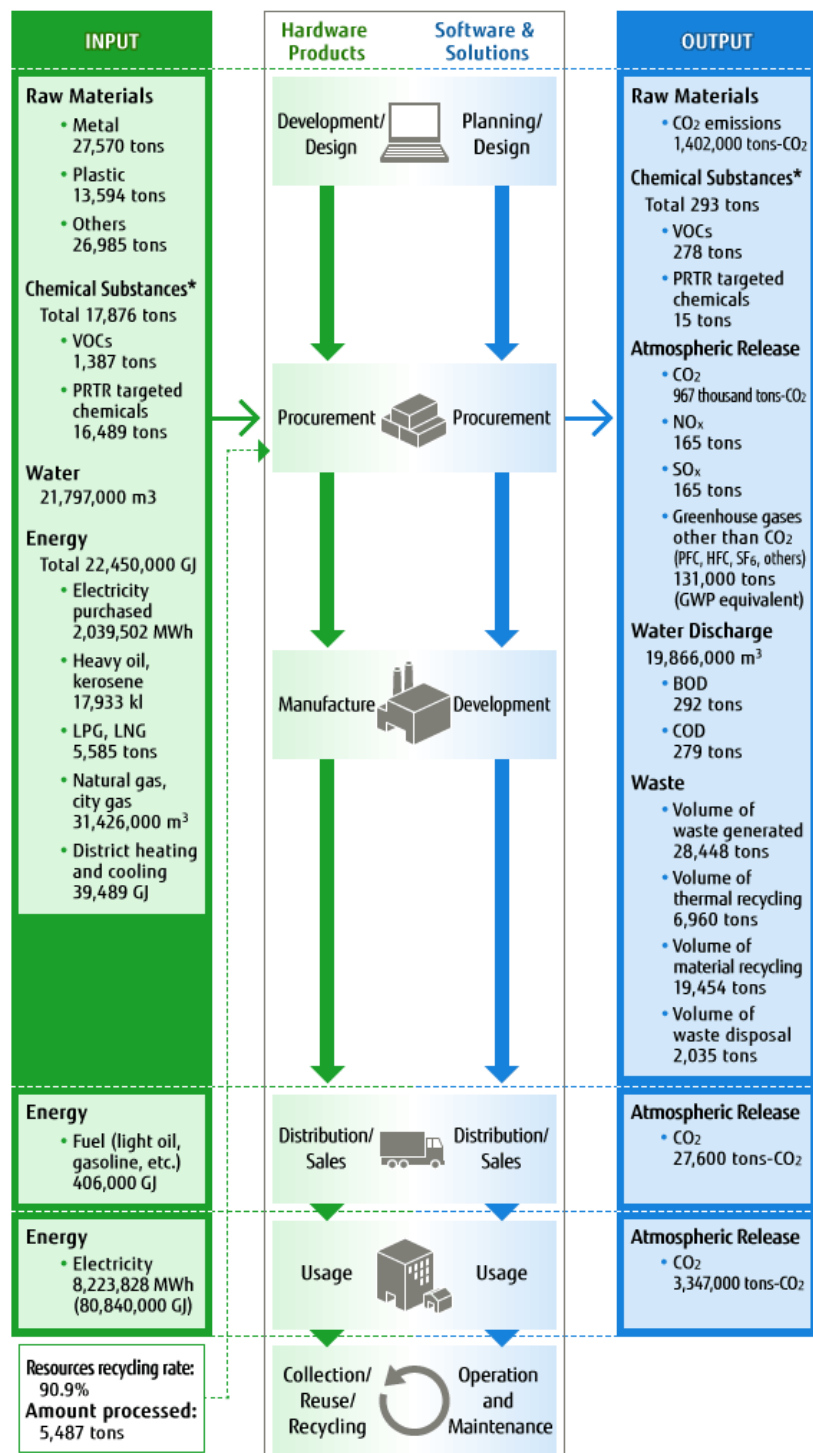 INPUT
Raw Materials
• Metal
27,570 tons
• Plastic
13,594 tons
• Others
26,985 tons
Chemical Substances*
Total 17,876 tons
• VOCs
1,387 tons
• PRTR targeted
chemicals
16,489 tons
Water
21,797,000 m3
Energy
Total 22,450,000 GJ
• Electricity
purchased
2,039,502 MWh
• Heavy oil,
kerosene
17,933 kl
• LPG, LNG
5,585 tons
• Natural gas,
city gas
31,426,000 m³
• District heating
and cooling
39,489 GJ
Energy
• Fuel (light oil,
gasoline, etc.)
406,000 GJ
Energy
• Electricity
8,223,828 MWh
(80,840,000 GJ)
Resources recycling rate:
90.9%
Amount processed:
5,487 tons
Hardware
Products
Software &
Solutions
Development/
Design
Planning/
Design
Procurement
Procurement
Manufacture
Development
Distribution/
Sales
Distribution/
Sales
Usage
Usage
Collection/
Reuse/
Recycling
Operation
and
Maintenance
OUTPUT
Raw Materials
• CO₂ emissions
1,402,000 tons-CO₂
Chemical Substances*
Total 293 tons
• VOCs
278 tons
• PRTR targeted
chemicals
15 tons
Atmospheric Release
• CO₂
967 thousand tons-CO₂
• NOₓ
165 tons
• SOₓ
165 tons
• Greenhouse gases
other than CO₂
(PFC, HFC, SF₆, others)
131,000 tons
(GWP equivalent)
Water Discharge
19,866,000 m³
• BOD
292 tons
• COD
279 tons
Waste
• Volume of
waste generated
28,448 tons
• Volume of
thermal recycling
6,960 tons
• Volume of
material recycling
19,454 tons
• Volume of
waste disposal
2,035 tons
Atmospheric Release
• CO₂
27,600 tons-CO₂
Atmospheric Release
• CO₂
3,347,000 tons-CO₂